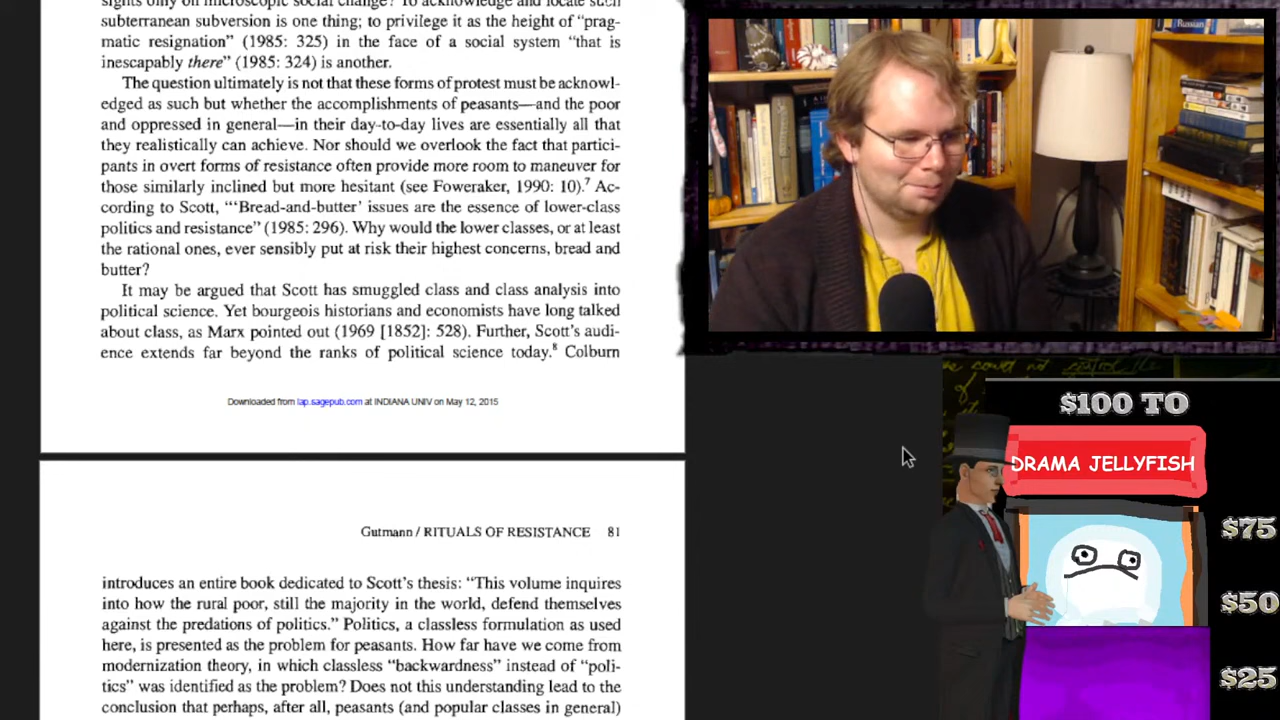 sights only on microscopic social change? To acknowledge and locate such
subterranean subversion is one thing; to privilege it as the height of “prag-
matic resignation” (1985: 325) in the face of a social system “that is
inescapably there” (1985: 324) is another.
The question ultimately is not that these forms of protest must be acknowl-
edged as such but whether the accomplishments of peasants—and the poor
and oppressed in general—in their day-to-day lives are essentially all that
they realistically can achieve. Nor should we overlook the fact that partici-
pants in overt forms of resistance often provide more room to maneuver for
those similarly inclined but more hesitant (see Foweraker, 1990: 10).7 Ac-
cording to Scott, “‘Bread-and-butter’ issues are the essence of lower-class
politics and resistance” (1985: 296). Why would the lower classes, or at least
the rational ones, ever sensibly put at risk their highest concerns, bread and
butter?
It may be argued that Scott has smuggled class and class analysis into
political science. Yet bourgeois historians and economists have long talked
about class, as Marx pointed out (1969 [1852]: 528). Further, Scott’s audi-
ence extends far beyond the ranks of political science today.8 Colburn
Downloaded from lap.sagepub.com at INDIANA UNIV on May 12, 2015
Gutmann / RITUALS OF RESISTANCE 81
introduces an entire book dedicated to Scott’s thesis: “This volume inquires
into how the rural poor, still the majority in the world, defend themselves
against the predations of politics.” Politics, a classless formulation as used
here, is presented as the problem for peasants. How far have we come from
modernization theory, in which classless “backwardness” instead of “poli-
tics” was identified as the problem? Does not this understanding lead to the
conclusion that perhaps, after all, peasants (and popular classes in general)
Russian
$100 TO
DRAMA JELLYFISH
$75
$50
$25